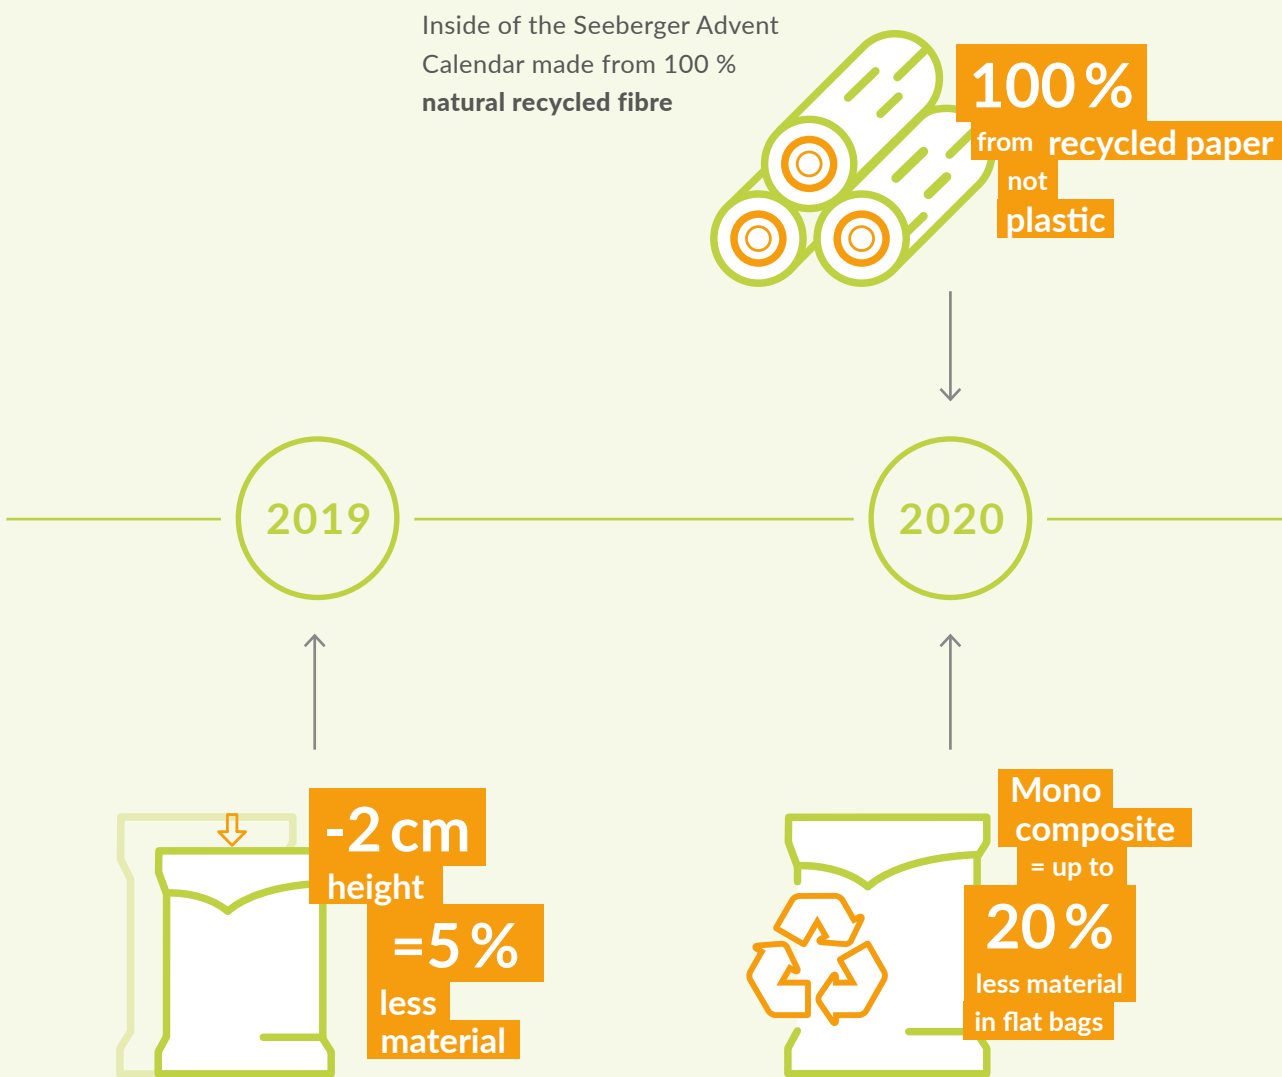 Inside of the Seeberger Advent
Calendar made from 100 %
natural recycled fibre
100 %
from recycled paper
not
plastic
2019
2020
-2 cm
height
=5 %
less
material
Mono
composite
= up to
20 %
less material
in flat bags